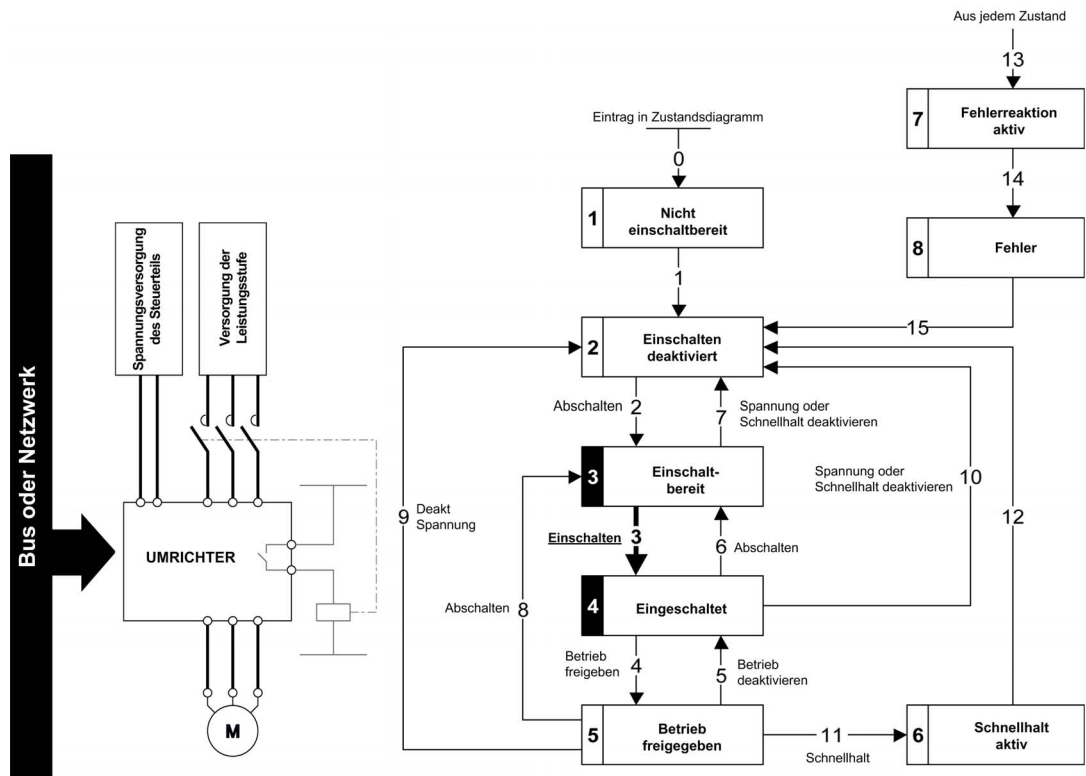 Bus oder Netzwerk
Spannungsversorgung
des Steuerteils
Versorgung der
Leistungsstufe
UMRICHTER
M
Aus jedem Zustand
13
7
Fehlerreaktion
aktiv
14
8
Fehler
15
Eintrag in Zustandsdiagramm
0
1
Nicht
einschaltbereit
1
2
Einschalten
deaktiviert
Abschalten
2
7
Spannung oder
Schnellhalt deaktivieren
3
Einschalt-
bereit
Spannung oder
Schnellhalt deaktivieren
10
12
9
Deakt
Spannung
Einschalten
3
6
Abschalten
4
Eingeschaltet
Abschalten
8
Betrieb
freigeben
4
5
Betrieb
deaktivieren
5
Betrieb
freigegeben
11
Schnellhalt
6
Schnellhalt
aktiv